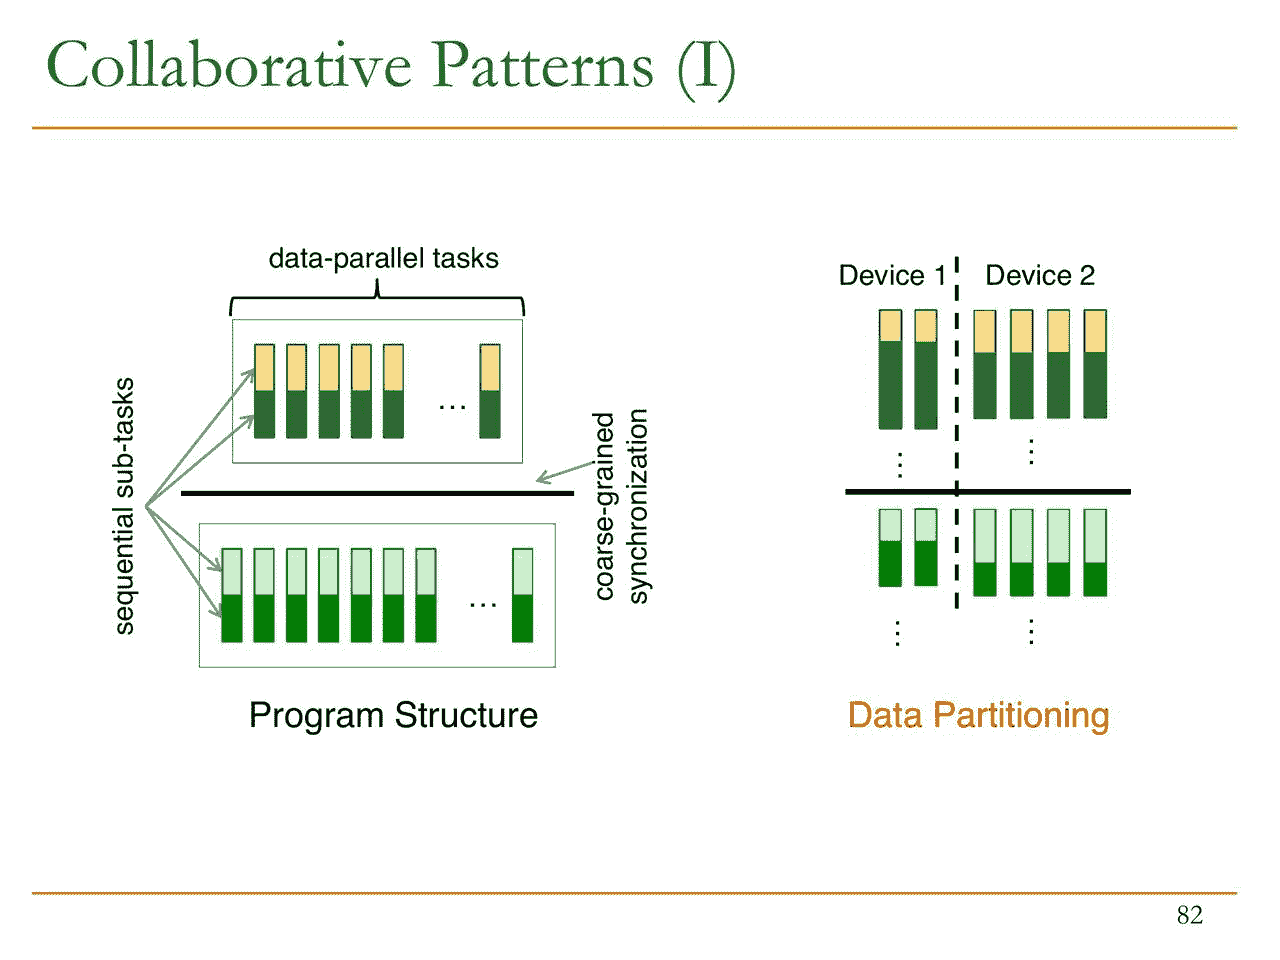 Collaborative Patterns (I)
data-parallel tasks
sequential sub-tasks
...
coarse-grained
synchronization
...
Program Structure
Device 1
Device 2
...
...
...
...
Data Partitioning
82